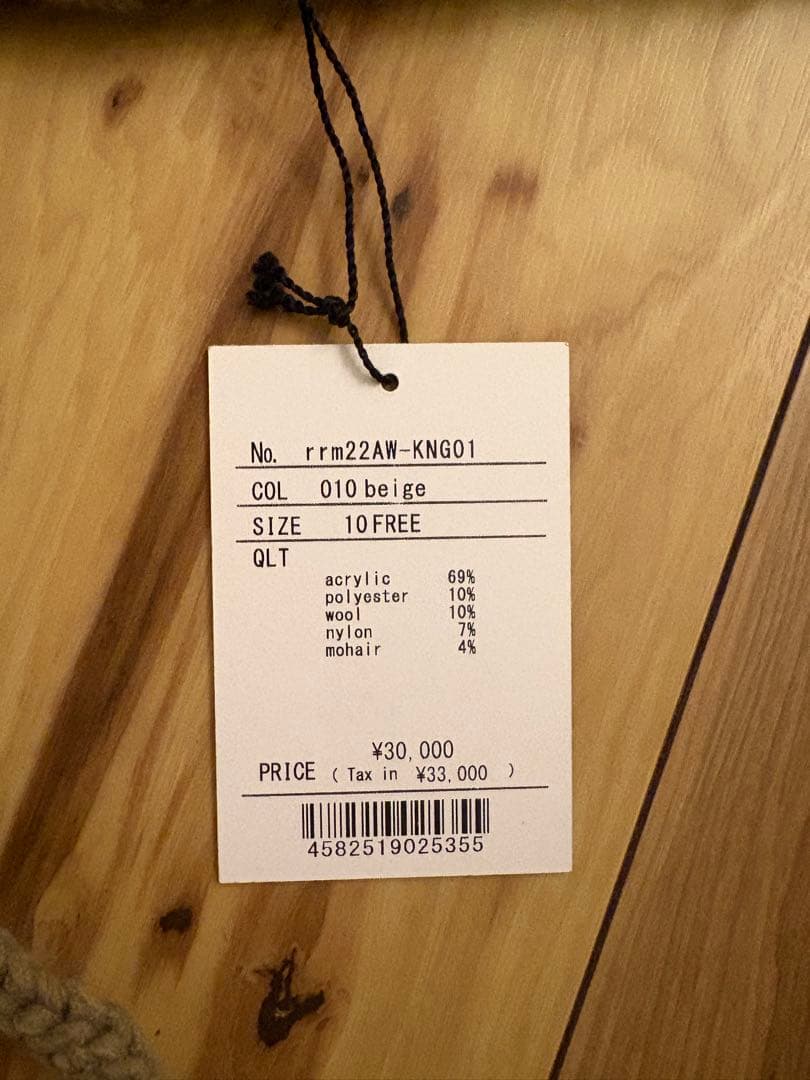 No. rrm22AW-KNG01
COL 010 beige
SIZE 10 FREE
QLT
acrylic 69%
polyester 10%
wool 10%
nylon 7%
mohair 4%
¥30,000
PRICE ( Tax in ¥33,000 )
4582519025355